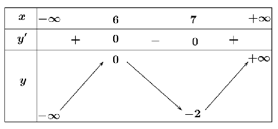 x −∞ 6 7 +∞
y′ + 0 − 0 +
y −∞ 0 −2 +∞